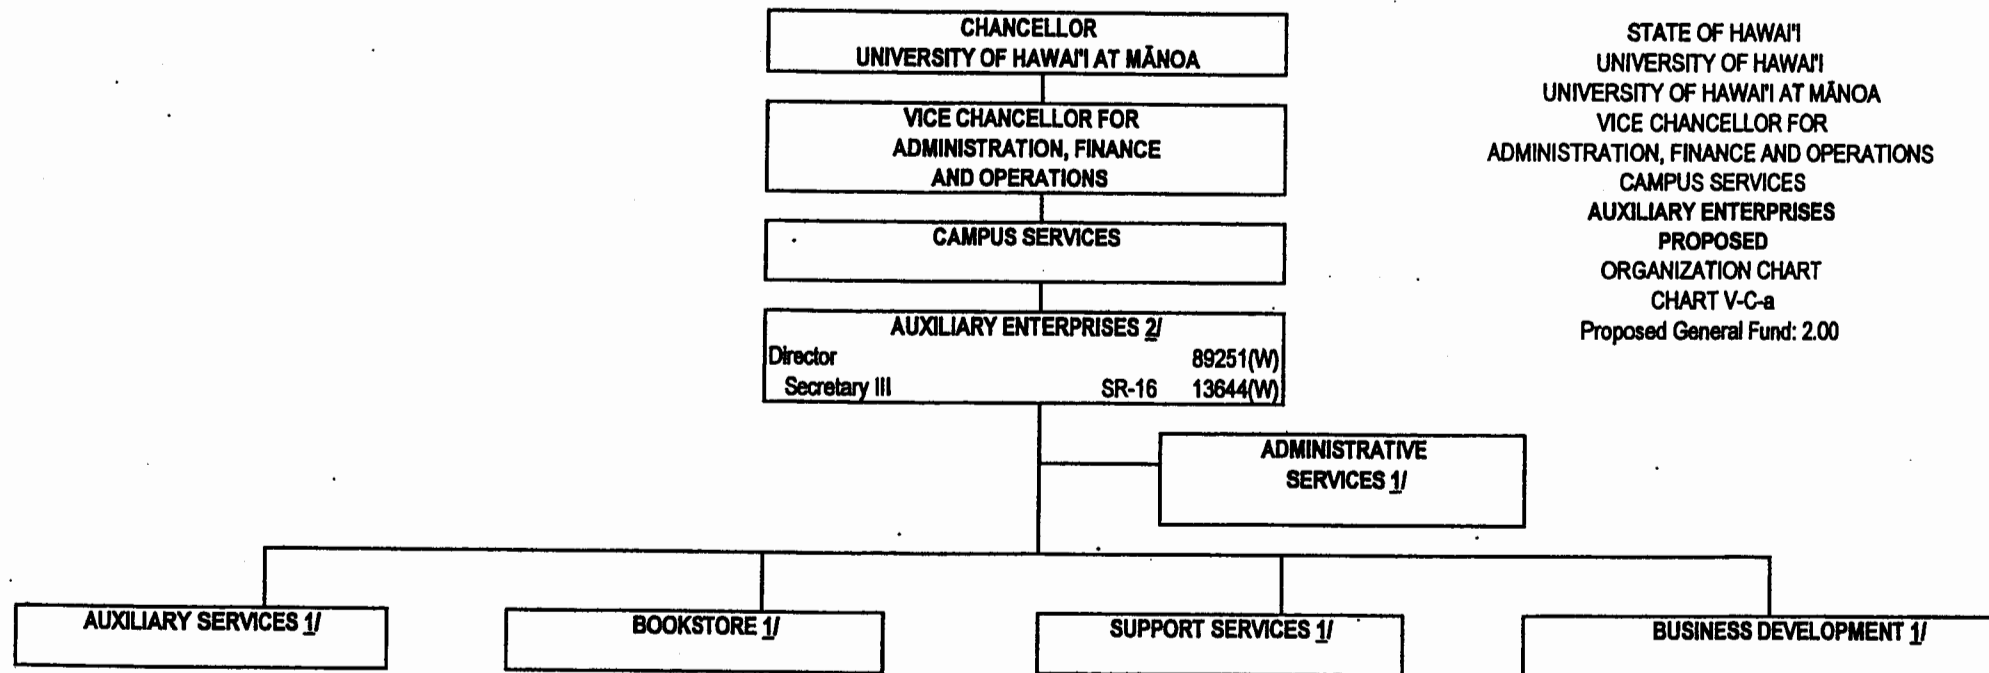 CHANCELLOR
UNIVERSITY OF HAWAI'I AT MĀNOA
VICE CHANCELLOR FOR
ADMINISTRATION, FINANCE
AND OPERATIONS
CAMPUS SERVICES
AUXILIARY ENTERPRISES 2/
Director 89251(W)
Secretary III SR-16 13644(W)
STATE OF HAWAI'I
UNIVERSITY OF HAWAI'I
UNIVERSITY OF HAWAI'I AT MĀNOA
VICE CHANCELLOR FOR
ADMINISTRATION, FINANCE AND OPERATIONS
CAMPUS SERVICES
AUXILIARY ENTERPRISES
PROPOSED
ORGANIZATION CHART
CHART V-C-a
Proposed General Fund: 2.00
ADMINISTRATIVE
SERVICES 1/
AUXILIARY SERVICES 1/
BOOKSTORE 1/
SUPPORT SERVICES 1/
BUSINESS DEVELOPMENT 1/